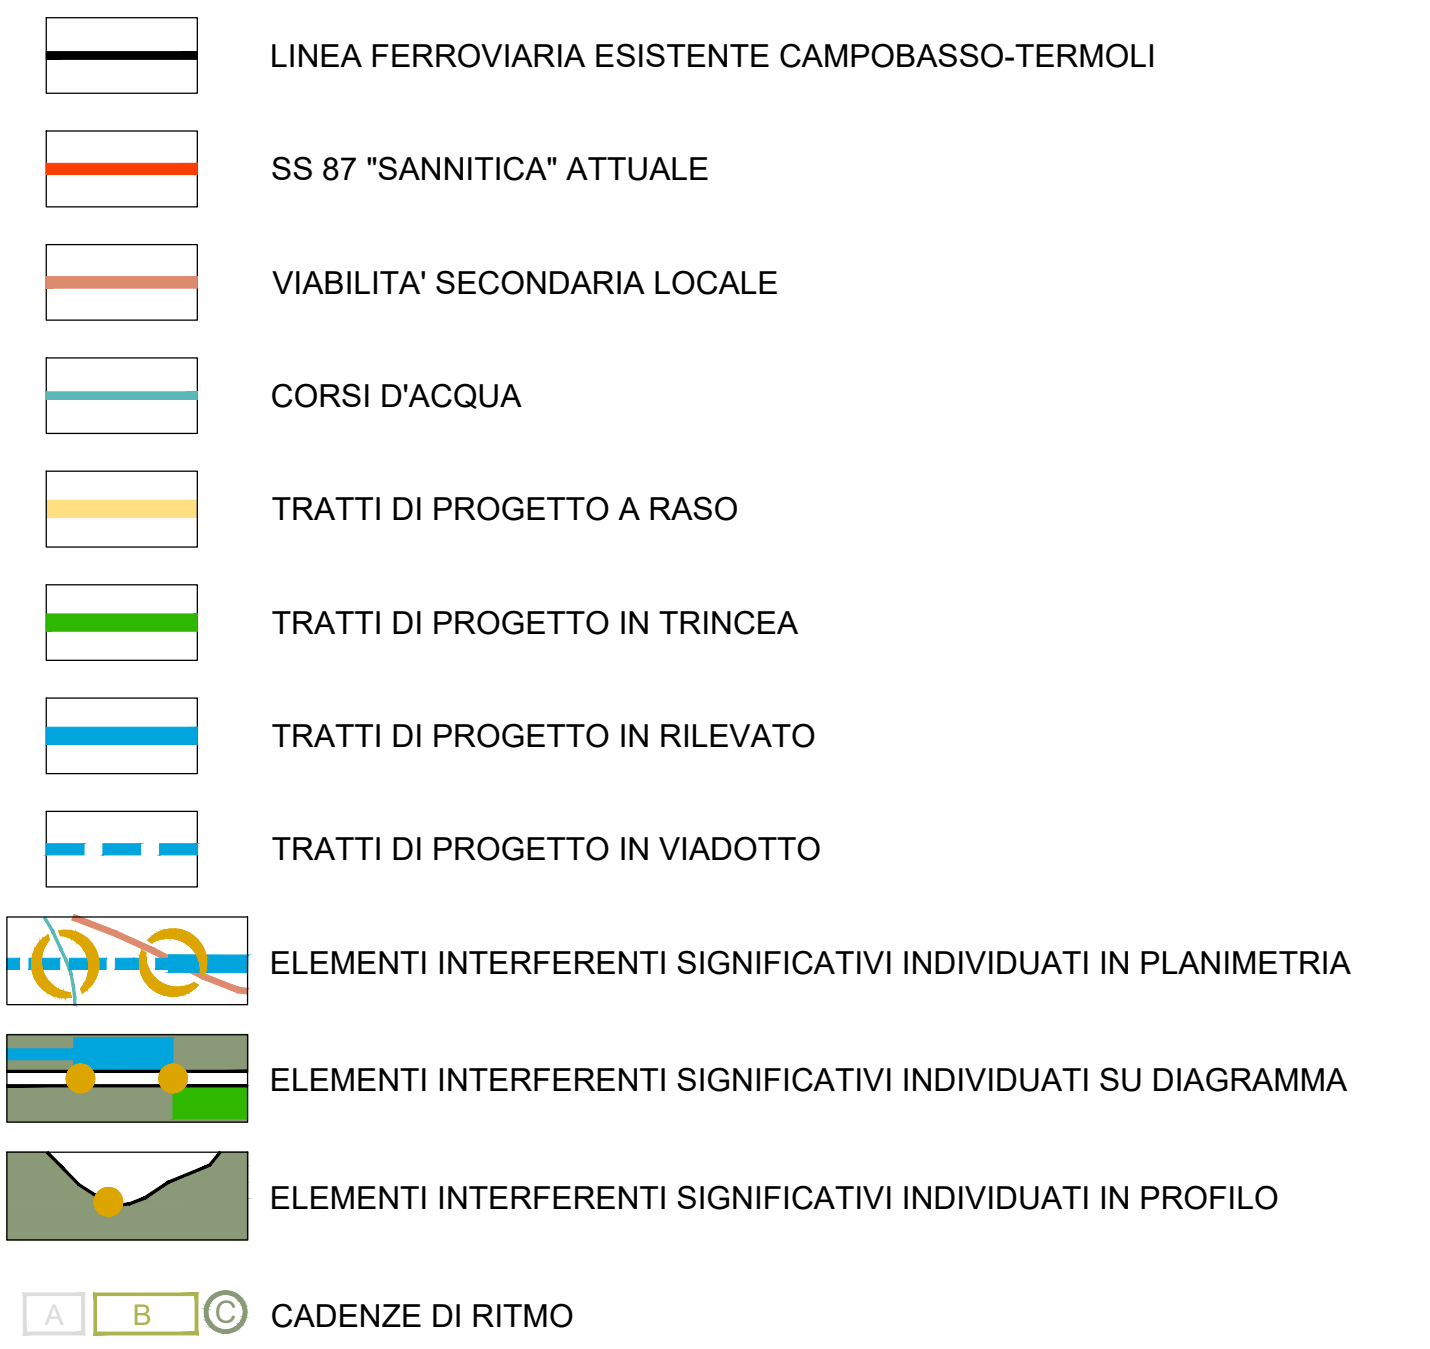 LINEA FERROVIARIA ESISTENTE CAMPOBASSO-TERMOLI
SS 87 "SANNITICA" ATTUALE
VIABILITA' SECONDARIA LOCALE
CORSI D'ACQUA
TRATTI DI PROGETTO A RASO
TRATTI DI PROGETTO IN TRINCEA
TRATTI DI PROGETTO IN RILEVATO
TRATTI DI PROGETTO IN VIADOTTO
ELEMENTI INTERFERENTI SIGNIFICATIVI INDIVIDUATI IN PLANIMETRIA
ELEMENTI INTERFERENTI SIGNIFICATIVI INDIVIDUATI SU DIAGRAMMA
ELEMENTI INTERFERENTI SIGNIFICATIVI INDIVIDUATI IN PROFILO
A B C CADENZE DI RITMO